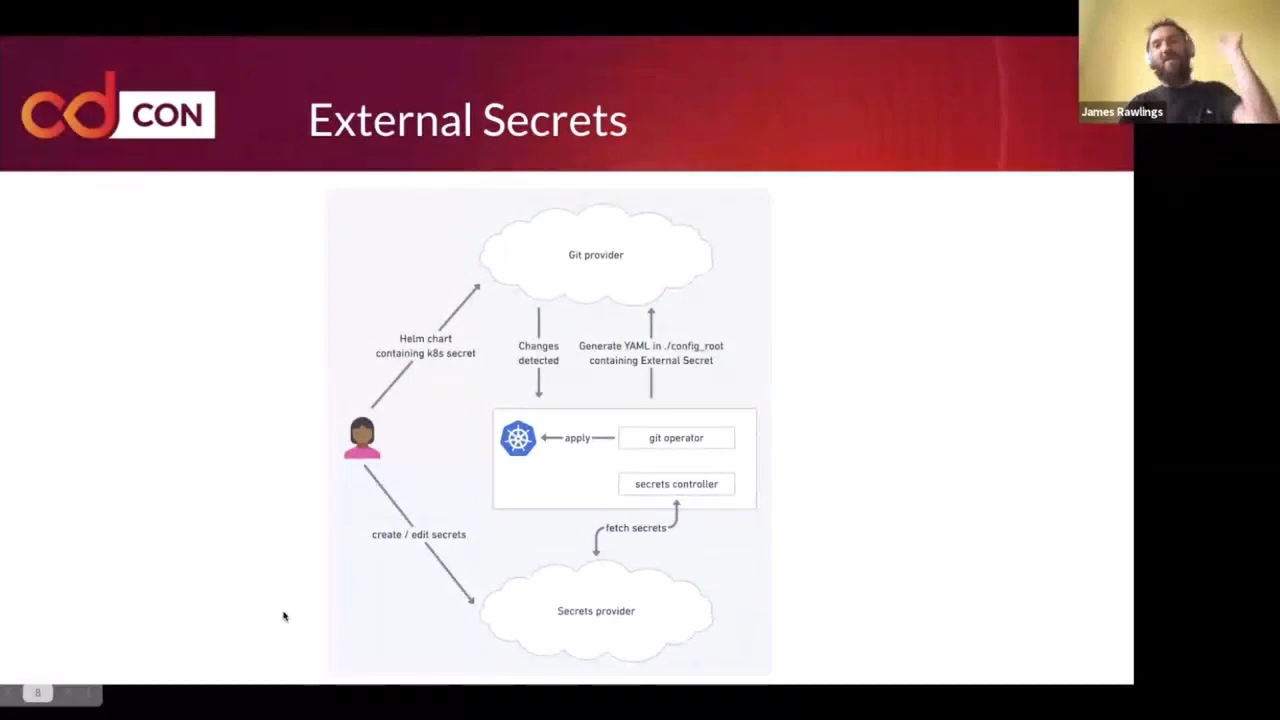 cd CON
External Secrets
James Rawlings
Git provider
Helm chart
containing k8s secret
Changes
detected
Generate YAML in ./config_root
containing External Secret
apply
git operator
secrets controller
fetch secrets
create / edit secrets
Secrets provider
8